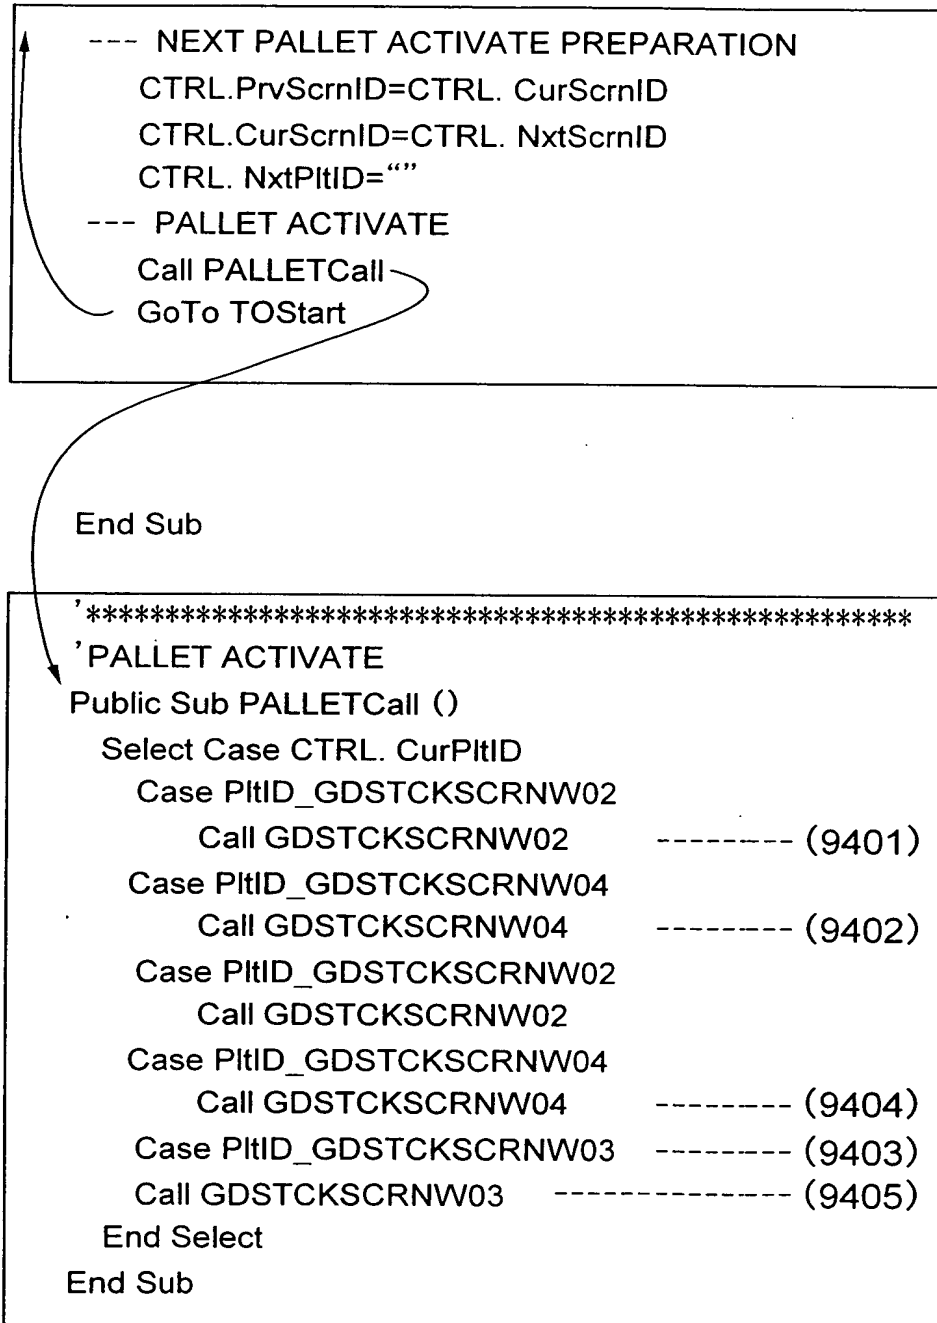 --- NEXT PALLET ACTIVATE PREPARATION
CTRL.PrvScrnID=CTRL. CurScrnID
CTRL.CurScrnID=CTRL. NxtScrnID
CTRL. NxtPltID=“”
--- PALLET ACTIVATE
Call PALLETCall
GoTo TOStart
End Sub
'****************************************************
'PALLET ACTIVATE
Public Sub PALLETCall ()
Select Case CTRL. CurPltID
Case PltID_GDSTCKSCRNW02
Call GDSTCKSCRNW02 --------- (9401)
Case PltID_GDSTCKSCRNW04
Call GDSTCKSCRNW04 --------- (9402)
Case PltID_GDSTCKSCRNW02
Call GDSTCKSCRNW02
Case PltID_GDSTCKSCRNW04
Call GDSTCKSCRNW04 --------- (9404)
Case PltID_GDSTCKSCRNW03 --------- (9403)
Call GDSTCKSCRNW03 --------------- (9405)
End Select
End Sub